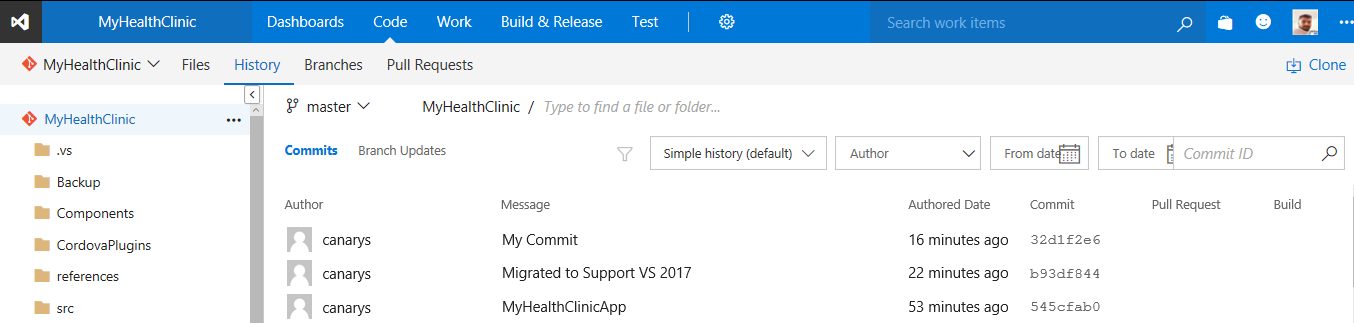 MyHealthClinic Dashboards Code Work Build & Release Test Search work items
MyHealthClinic Files History Branches Pull Requests Clone
MyHealthClinic
.vs
Backup
Components
CordovaPlugins
references
src
master MyHealthClinic / Type to find a file or folder...
Commits Branch Updates Simple history (default) Author From date To date Commit ID
Author Message Authored Date Commit Pull Request Build
canarys My Commit 16 minutes ago 32d1f2e6
canarys Migrated to Support VS 2017 22 minutes ago b93df844
canarys MyHealthClinicApp 53 minutes ago 545cfab0